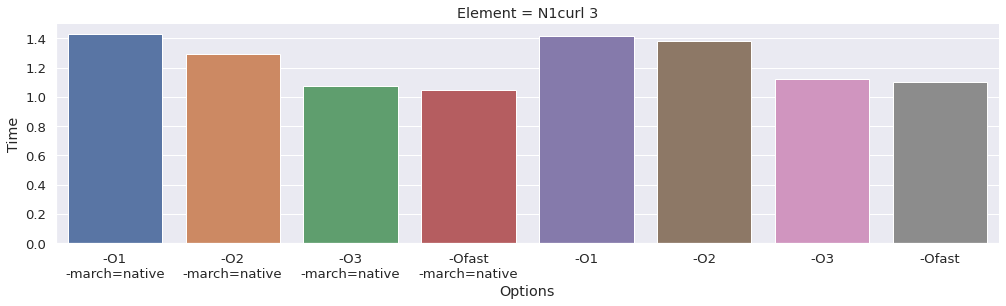 Element = N1curl 3
Time
1.4
1.2
1.0
0.8
0.6
0.4
0.2
0.0
-O1
-march=native
-O2
-march=native
-O3
-march=native
-Ofast
-march=native
-O1
-O2
-O3
-Ofast
Options